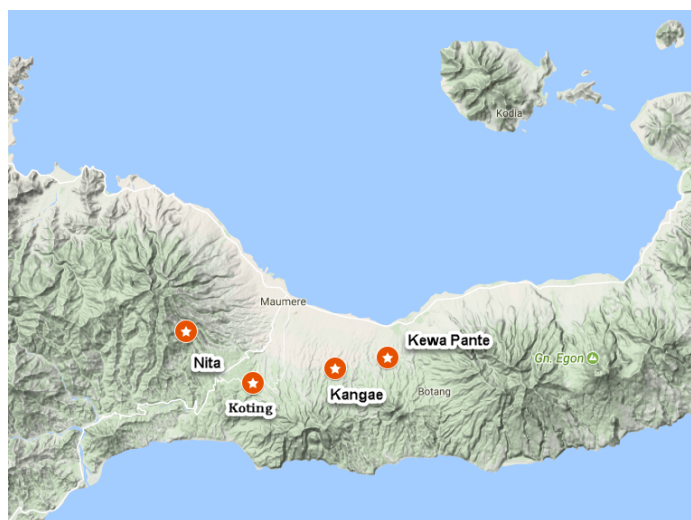 Kodia
Maumere
Nita
Koting
Kangae
Kewa Pante
Botang
Gn. Egon